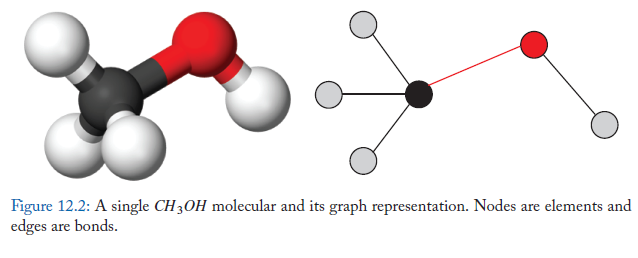 Figure 12.2: A single CH₃OH molecular and its graph representation. Nodes are elements and
edges are bonds.